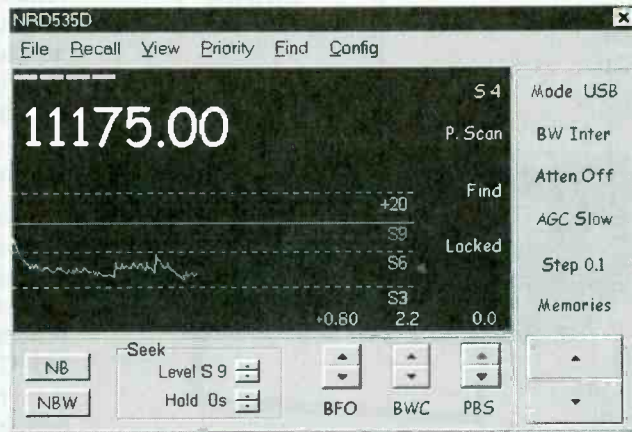 NRD535D
File Recall View Priority Find Config
S 4
11175.00
P. Scan
Find
+20
S9
Locked
S6
S3
+0.80 2.2 0.0
Mode USB
BW Inter
Atten Off
AGC Slow
Step 0.1
Memories
NB
NBW
Seek
Level S 9
Hold 0s
BFO BWC PBS